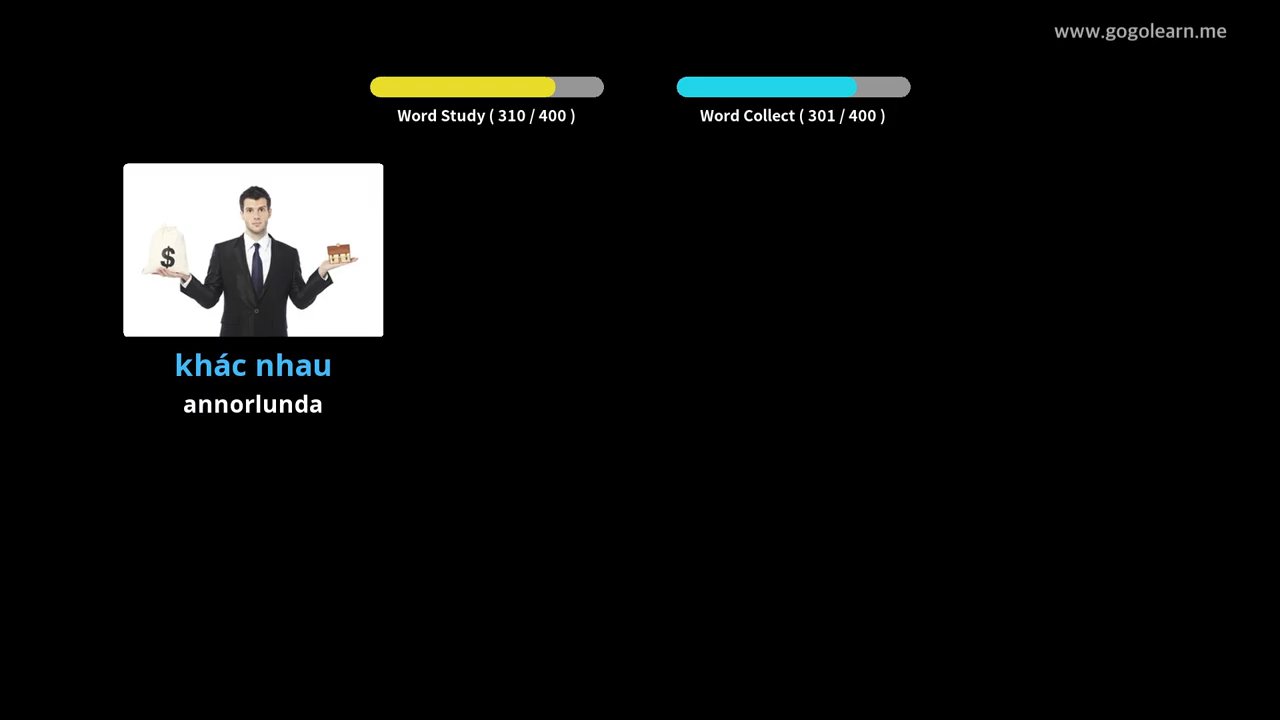 www.gogolearn.me
Word Study ( 310 / 400 )
Word Collect ( 301 / 400 )
$
khác nhau
annorlunda